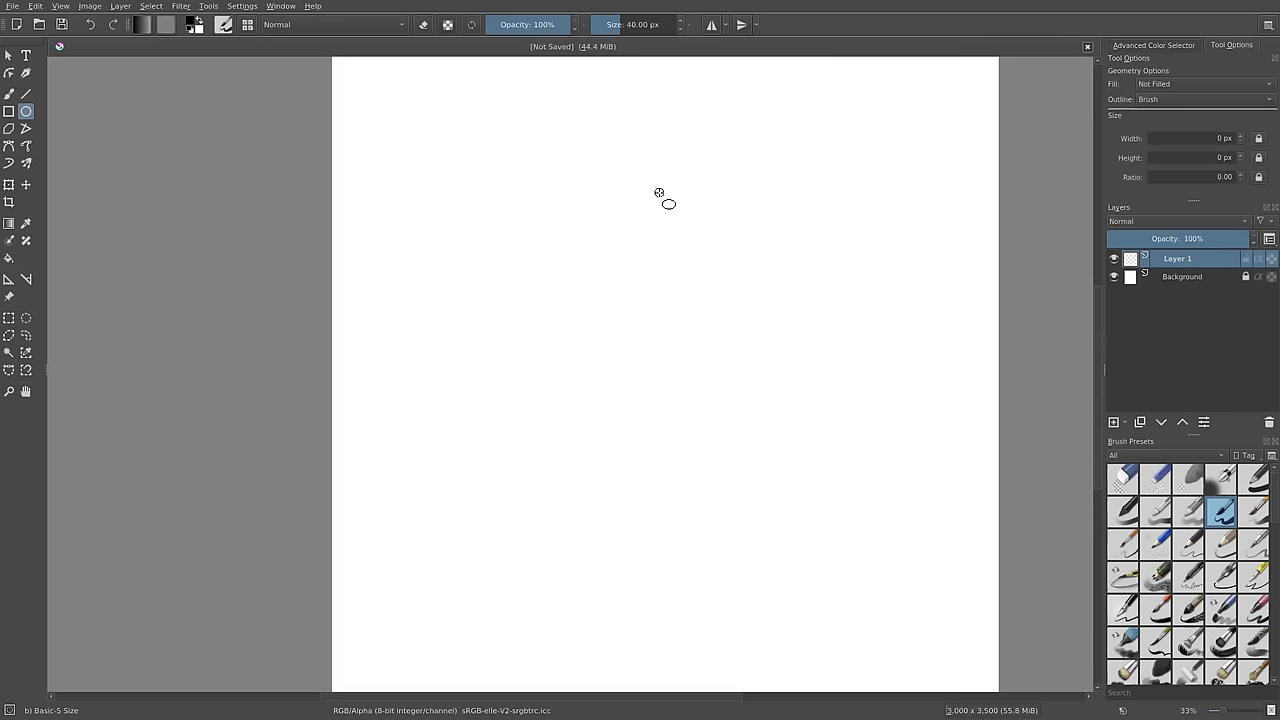 File Edit View Image Layer Select Filter Tools Settings Window Help
Normal Opacity: 100% Size: 40.00 px
[Not Saved] (44.4 MiB)
Advanced Color Selector Tool Options
Tool Options
Geometry Options
Fill: Not Filled
Outline: Brush
Size
Width: 0 px
Height: 0 px
Ratio: 0.00
Layers
Normal
Opacity: 100%
Layer 1
Background
Brush Presets
All Tag
Search
b) Basic-5 Size RGB/Alpha (8-bit integer/channel) sRGB-elle-V2-srgbtrc.icc 3,000 x 3,500 (55.8 MiB) 33%